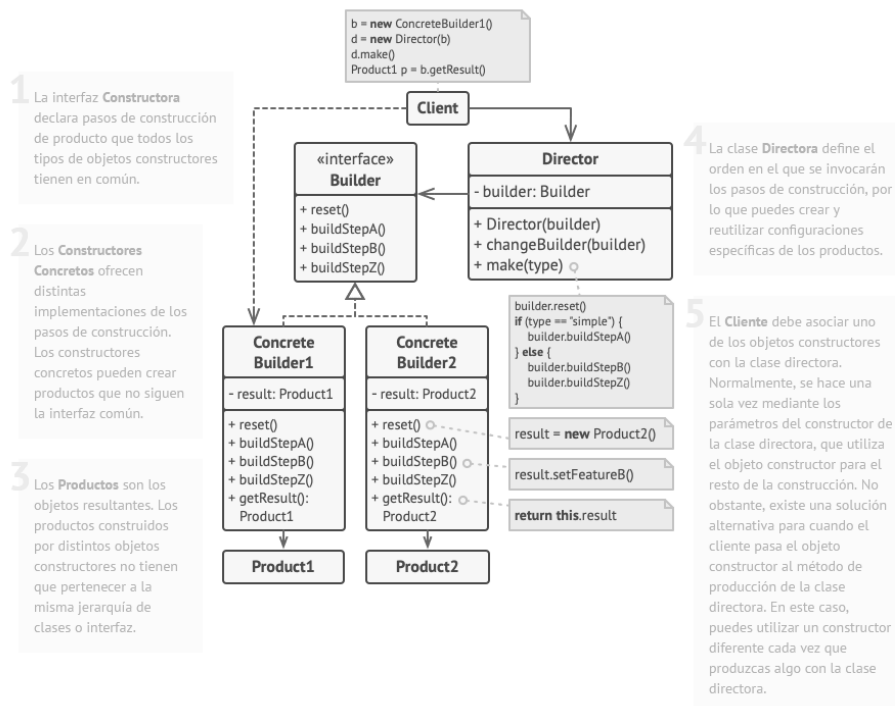 b = new ConcreteBuilder1()
d = new Director(b)
d.make()
Product1 p = b.getResult()
Client
1
La interfaz Constructora
declara pasos de construcción
de producto que todos los
tipos de objetos constructores
tienen en común.
2
Los Constructores
Concretos ofrecen
distintas
implementaciones de los
pasos de construcción.
Los constructores
concretos pueden crear
productos que no siguen
la interfaz común.
3
Los Productos son los
objetos resultantes. Los
productos construidos
por distintos objetos
constructores no tienen
que pertenecer a la
misma jerarquía de
clases o interfaz.
«interface»
Builder
+ reset()
+ buildStepA()
+ buildStepB()
+ buildStepZ()
Director
- builder: Builder
+ Director(builder)
+ changeBuilder(builder)
+ make(type)
builder.reset()
if (type == "simple") {
builder.buildStepA()
} else {
builder.buildStepB()
builder.buildStepZ()
}
Concrete
Builder1
- result: Product1
+ reset()
+ buildStepA()
+ buildStepB()
+ buildStepZ()
+ getResult():
Product1
Concrete
Builder2
- result: Product2
+ reset()
+ buildStepA()
+ buildStepB()
+ buildStepZ()
+ getResult():
Product2
result = new Product2()
result.setFeatureB()
return this.result
Product1
Product2
4
La clase Directora define el
orden en el que se invocarán
los pasos de construcción, por
lo que puedes crear y
reutilizar configuraciones
específicas de los productos.
5
El Cliente debe asociar uno
de los objetos constructores
con la clase directora.
Normalmente, se hace una
sola vez mediante los
parámetros del constructor de
la clase directora, que utiliza
el objeto constructor para el
resto de la construcción. No
obstante, existe una solución
alternativa para cuando el
cliente pasa el objeto
constructor al método de
producción de la clase
directora. En este caso,
puedes utilizar un constructor
diferente cada vez que
produzcas algo con la clase
directora.